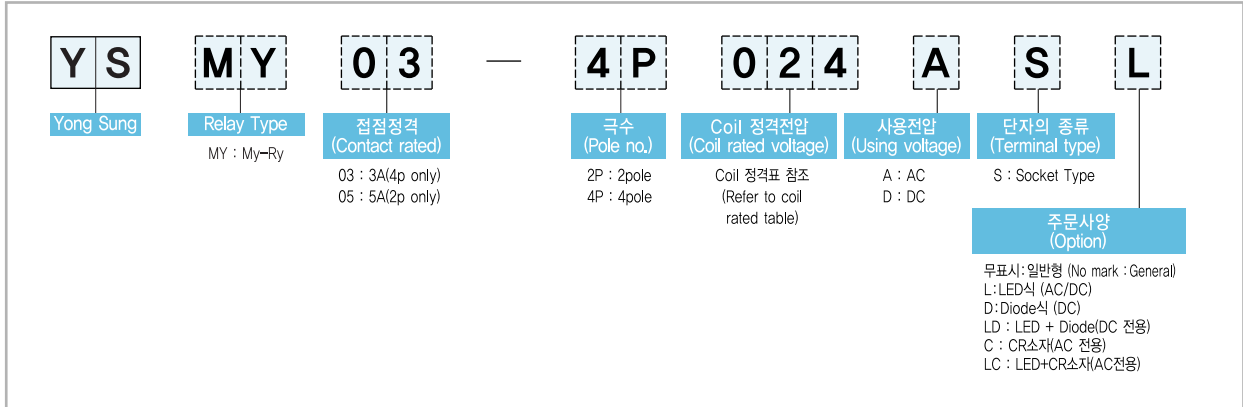 YS MY 03 — 4P 024 A S L
Yong Sung
Relay Type
MY : My-Ry
접점정격
(Contact rated)
03 : 3A(4p only)
05 : 5A(2p only)
극수
(Pole no.)
2P : 2pole
4P : 4pole
Coil 정격전압
(Coil rated voltage)
Coil 정격표 참조
(Refer to coil
rated table)
사용전압
(Using voltage)
A : AC
D : DC
단자의 종류
(Terminal type)
S : Socket Type
주문사양
(Option)
무표시:일반형 (No mark : General)
L:LED식 (AC/DC)
D:Diode식 (DC)
LD : LED + Diode(DC 전용)
C : CR소자(AC 전용)
LC : LED+CR소자(AC전용)